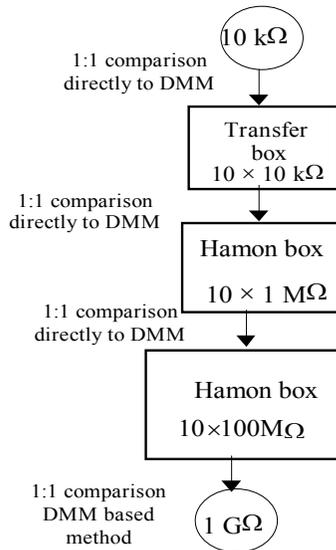 10 kΩ
1:1 comparison
directly to DMM
Transfer
box
10 × 10 kΩ
1:1 comparison
directly to DMM
Hamon box
10 × 1 MΩ
1:1 comparison
directly to DMM
Hamon
box
10×100MΩ
1:1 comparison
DMM based
method
1 GΩ